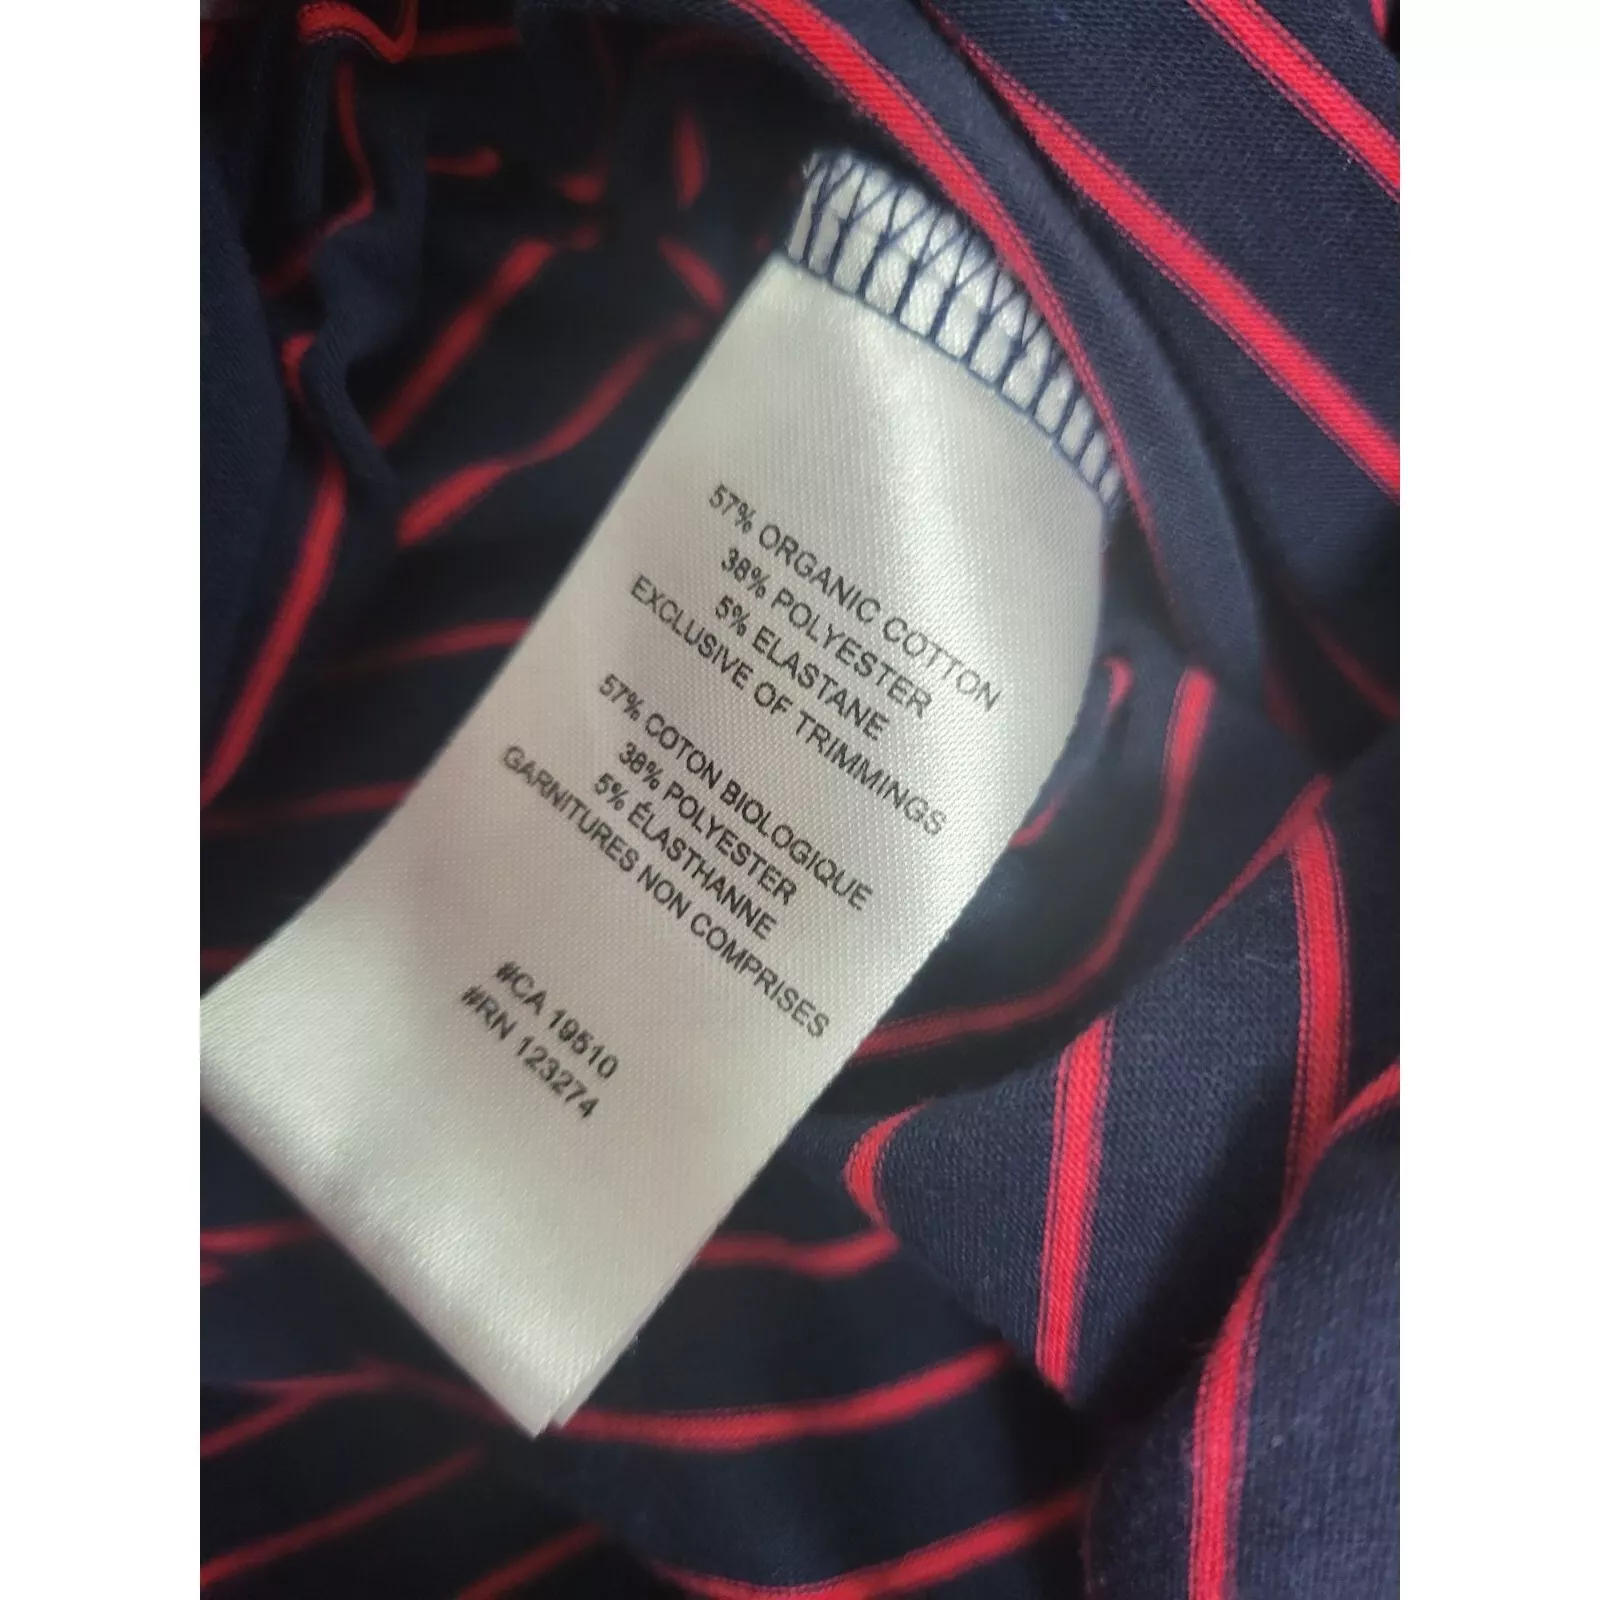 57% ORGANIC COTTON
38% POLYESTER
5% ELASTANE
EXCLUSIVE OF TRIMMINGS
57% COTON BIOLOGIQUE
38% POLYESTER
5% ÉLASTHANNE
GARNITURES NON COMPRISES
#CA 19510
#RN 123274